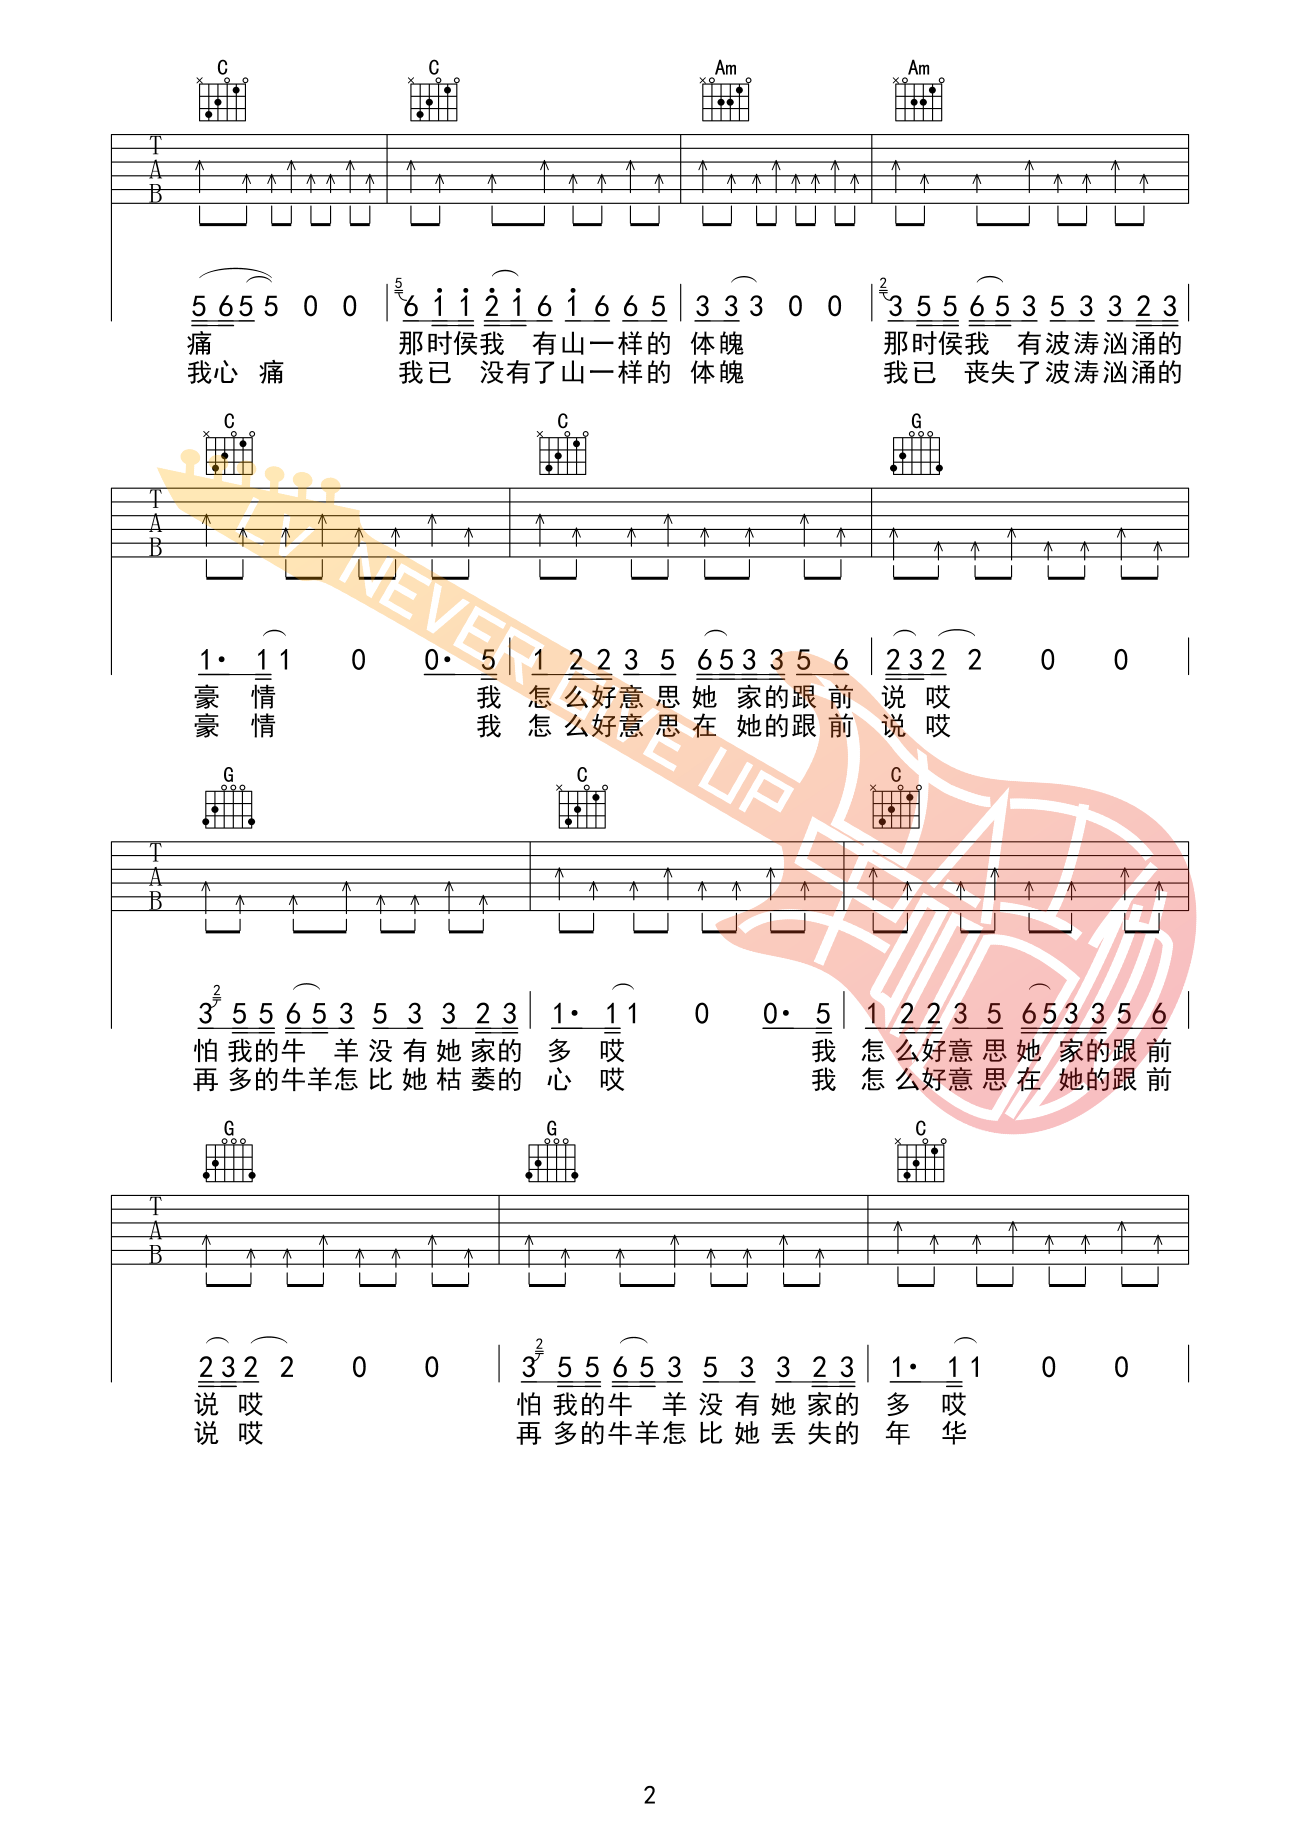 C C Am Am
T
A
B
5 6 5 5 0 0 5 6 1 1 2 1 6 1 6 6 5 3 3 3 0 0 2 3 5 5 6 5 3 5 3 3 2 3
痛 那时侯我 有山一样的 体魄 那时侯我 有波涛汹涌的
我心 痛 我已 没有了山一样的 体魄 我已 丧失了波涛汹涌的
C C G
T
A
B
1· 1 1 0 0· 5 1 2 2 3 5 6 5 3 3 5 6 2 3 2 2 0 0
豪 情 我 怎么好意思她 家的跟前 说 哎
豪 情 我 怎么好意思在 她的跟前 说 哎
G C C
T
A
B
3 2 5 5 6 5 3 5 3 3 2 3 1· 1 1 0 0· 5 1 2 2 3 5 6 5 3 3 5 6
怕我的牛 羊没有她家的 多 哎 我 怎么好意思她 家的跟前
再多的牛羊怎比她枯萎的 心 哎 我 怎么好意思在 她的跟前
G G C
T
A
B
2 3 2 2 0 0 3 2 5 5 6 5 3 5 3 3 2 3 1· 1 1 0 0
说 哎 怕我的牛 羊没有她家的 多 哎
说 哎 再多的牛羊怎比她丢失的 年 华
LV NEVER GIVE UP
2